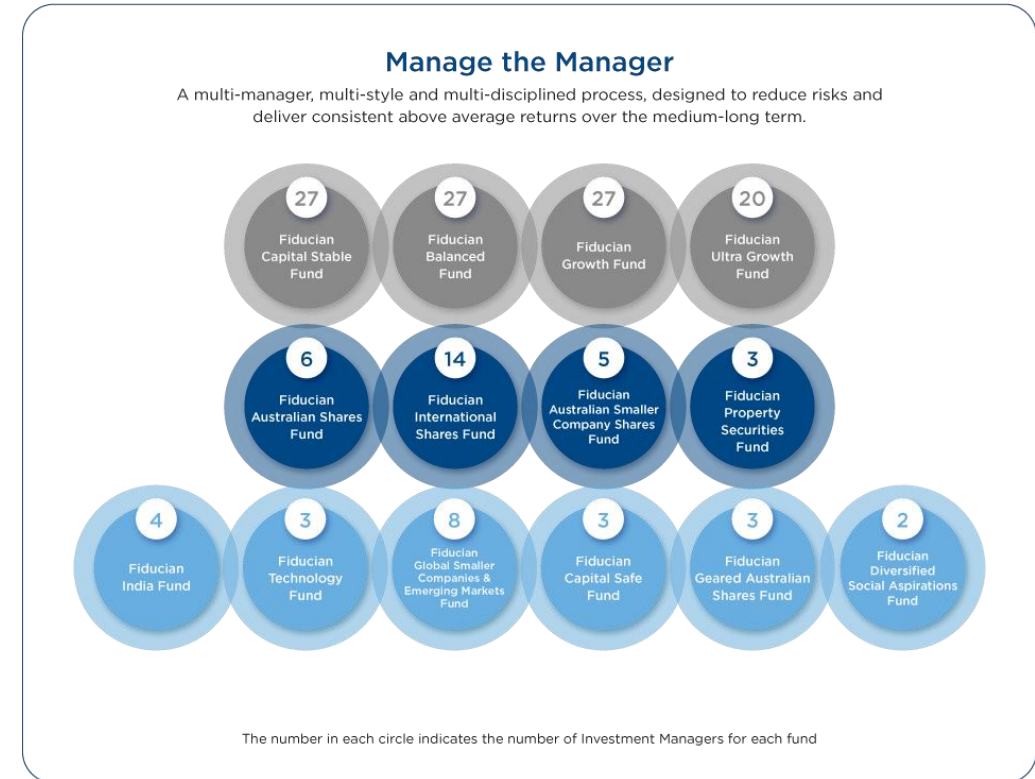 Manage the Manager
A multi-manager, multi-style and multi-disciplined process, designed to reduce risks and
deliver consistent above average returns over the medium-long term.
27
Fiducian
Capital Stable
Fund
27
Fiducian
Balanced
Fund
27
Fiducian
Growth Fund
20
Fiducian
Ultra Growth
Fund
6
Fiducian
Australian Shares
Fund
14
Fiducian
International
Shares Fund
5
Fiducian
Australian Smaller
Company Shares
Fund
3
Fiducian
Property
Securities
Fund
4
Fiducian
India Fund
3
Fiducian
Technology
Fund
8
Fiducian
Global Smaller
Companies &
Emerging Markets
Fund
3
Fiducian
Capital Safe
Fund
3
Fiducian
Geared Australian
Shares Fund
2
Fiducian
Diversified
Social Aspirations
Fund
The number in each circle indicates the number of Investment Managers for each fund